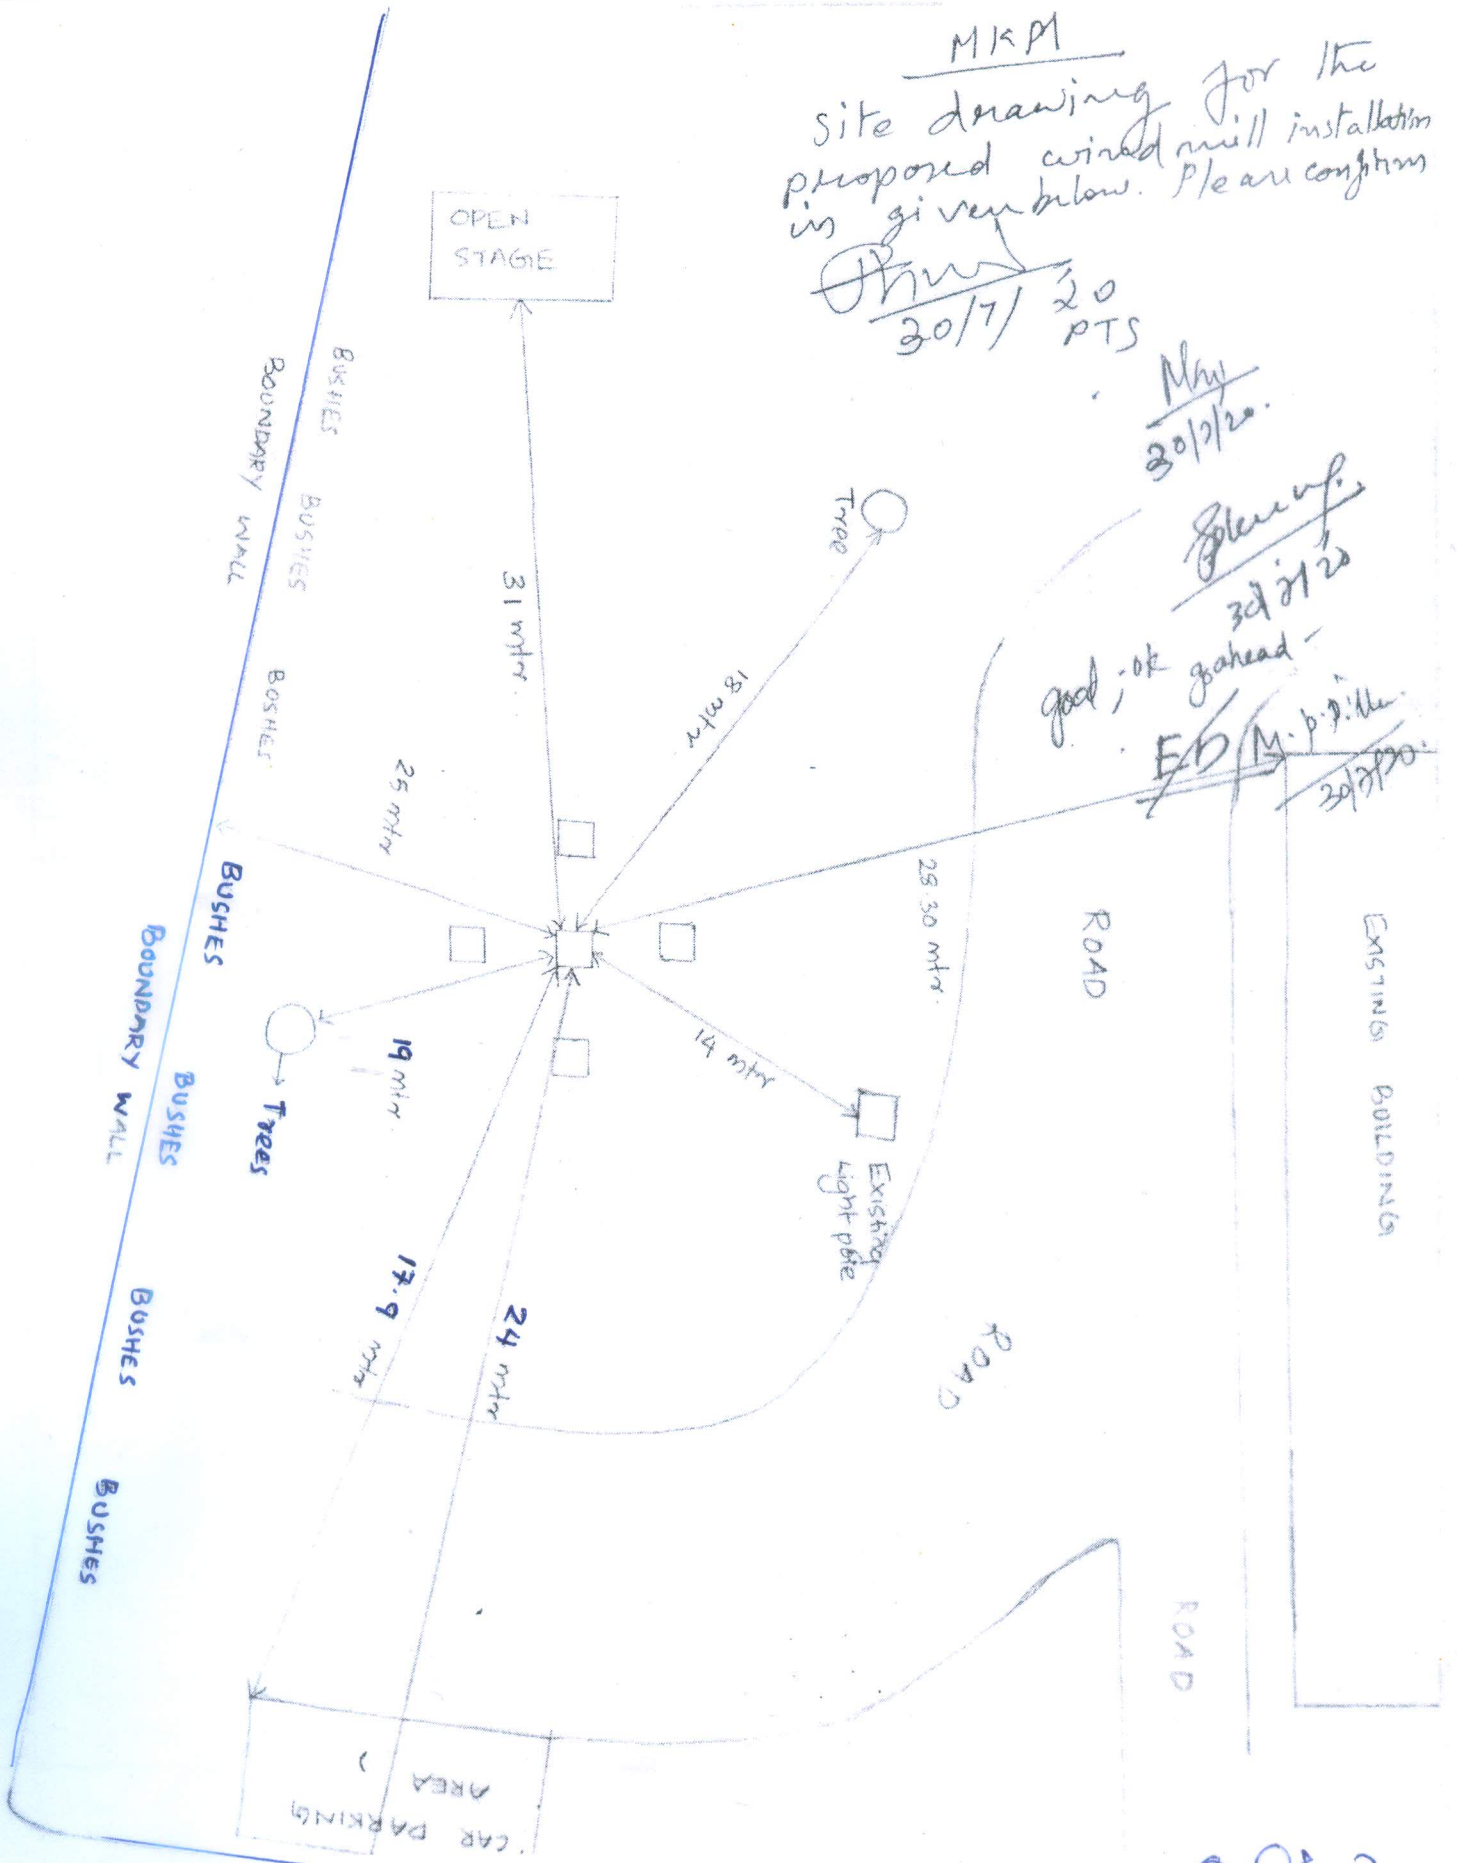 MKPM
Site drawing for the
proposed wind mill installation
is given below. Please confirm
30/7/20
PTS
30/7/20.
30/7/20
good, ok go ahead -
ED
30/7/20.
OPEN
STAGE
BUSHES
BOUNDARY WALL
BUSHES
BUSHES
Tree
31 mtr.
18 mtr
25 mtr
28.30 mtr.
ROAD
EXISTING BUILDING
BUSHES
BOUNDARY WALL
19 mtr.
Trees
14 mtr
Existing
Light pole
BUSHES
17.9 mtr
24 mtr
ROAD
BUSHES
BUSHES
ROAD
CAR PARKING
AREA